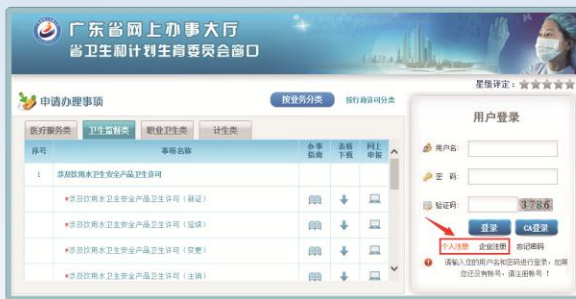 广东省网上办事大厅
省卫生和计划生育委员会窗口
星级评定:
申请办理事项
按业务分类 按行政许可分类
医疗服务类 卫生监督类 职业卫生类 计生类
序号 事项名称 办事指南 表格下载 网上申报
1 涉及饮用水卫生安全产品卫生许可
*涉及饮用水卫生安全产品卫生许可(新证)
*涉及饮用水卫生安全产品卫生许可(延续)
*涉及饮用水卫生安全产品卫生许可(变更)
*涉及饮用水卫生安全产品卫生许可(注销)
用户登录
用户名:
密 码:
验证码: 3786
登录 CA登录
个人注册 企业注册 忘记密码
请输入您的用户名和密码进行登录,如果
您还没有帐号,请注册帐号!